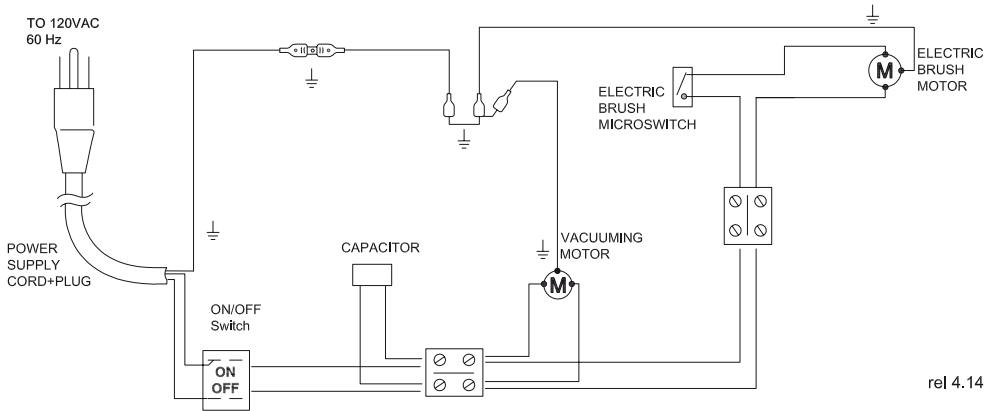 TO 120VAC
60 Hz
ELECTRIC
BRUSH
MOTOR
M
ELECTRIC
BRUSH
MICROSWITCH
POWER
SUPPLY
CORD+PLUG
CAPACITOR
VACUUMING
MOTOR
M
ON/OFF
Switch
ON
OFF
rel 4.14